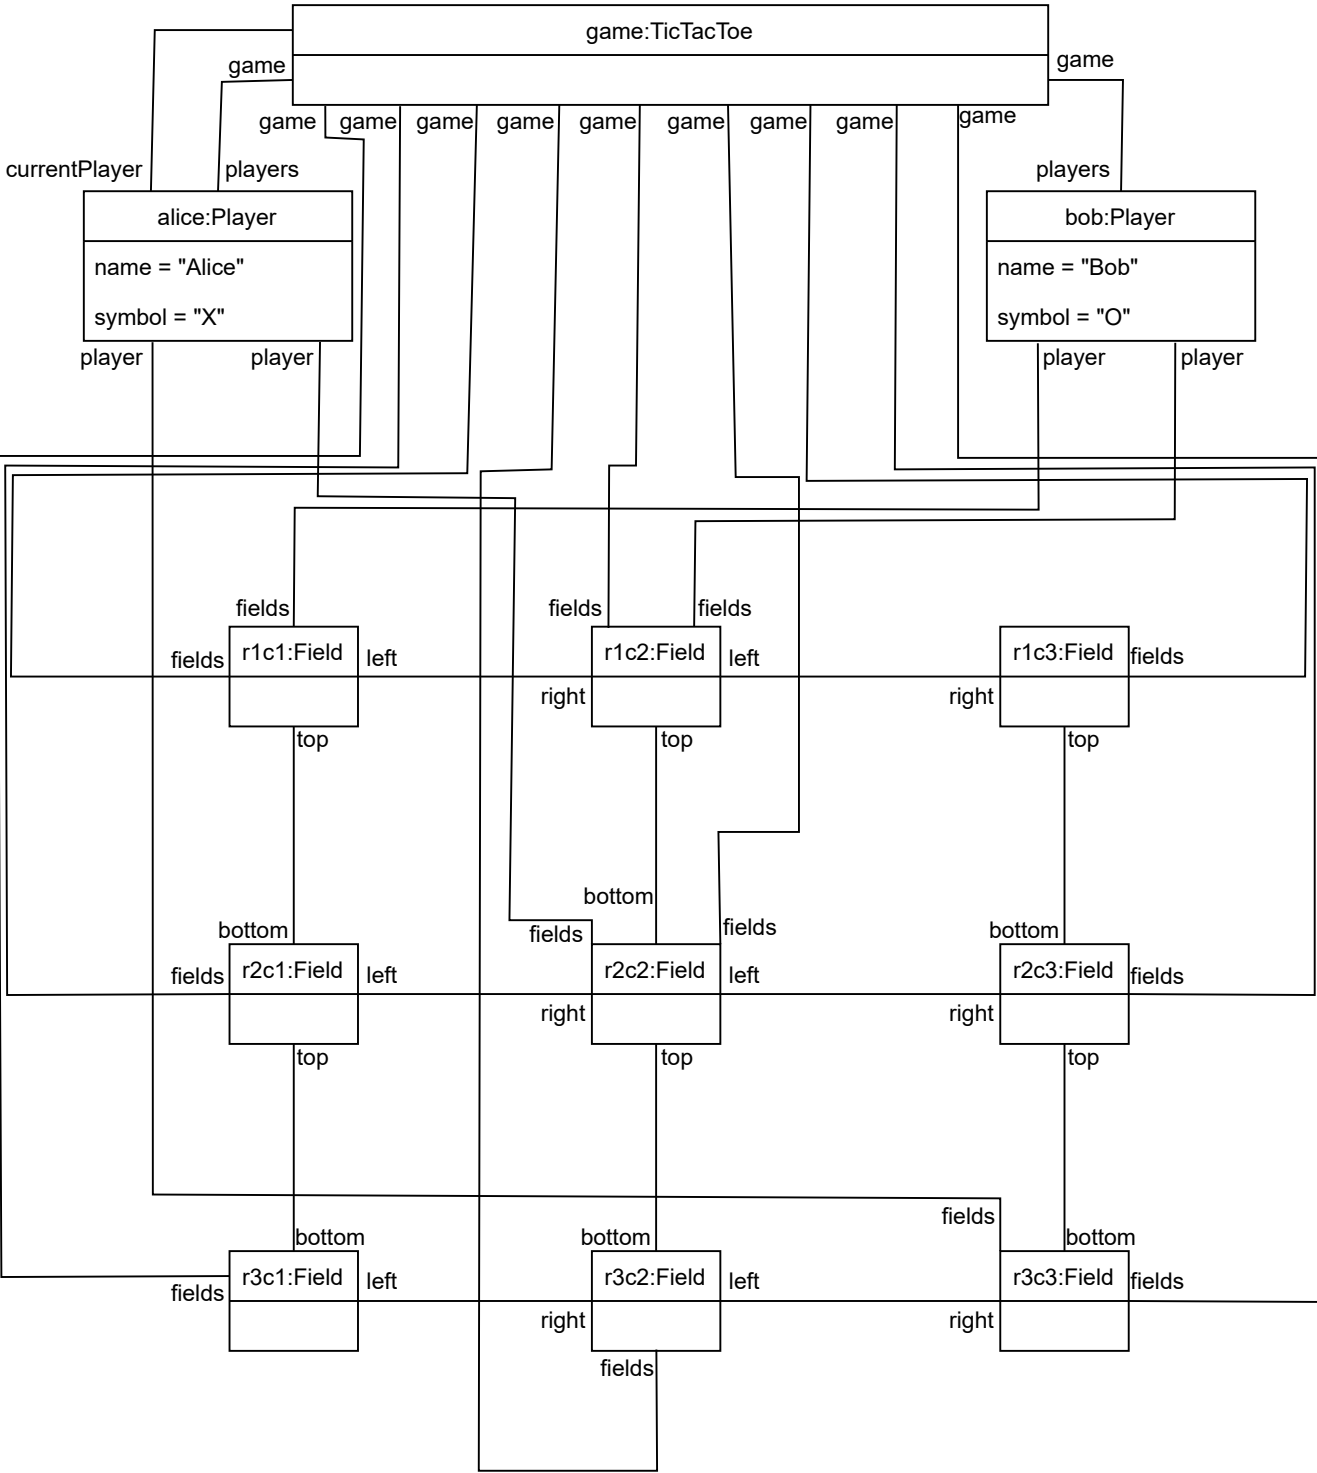 game:TicTacToe
game
game
game
game
game
game
game
game
game
game
game
currentPlayer
players
players
alice:Player
name = "Alice"
symbol = "X"
bob:Player
name = "Bob"
symbol = "O"
player
player
player
player
fields
fields
fields
fields
r1c1:Field
left
right
r1c2:Field
left
right
r1c3:Field
fields
top
top
top
bottom
bottom
bottom
fields
fields
fields
r2c1:Field
left
right
r2c2:Field
left
right
r2c3:Field
fields
top
top
top
fields
bottom
bottom
bottom
fields
r3c1:Field
left
right
r3c2:Field
left
right
r3c3:Field
fields
fields